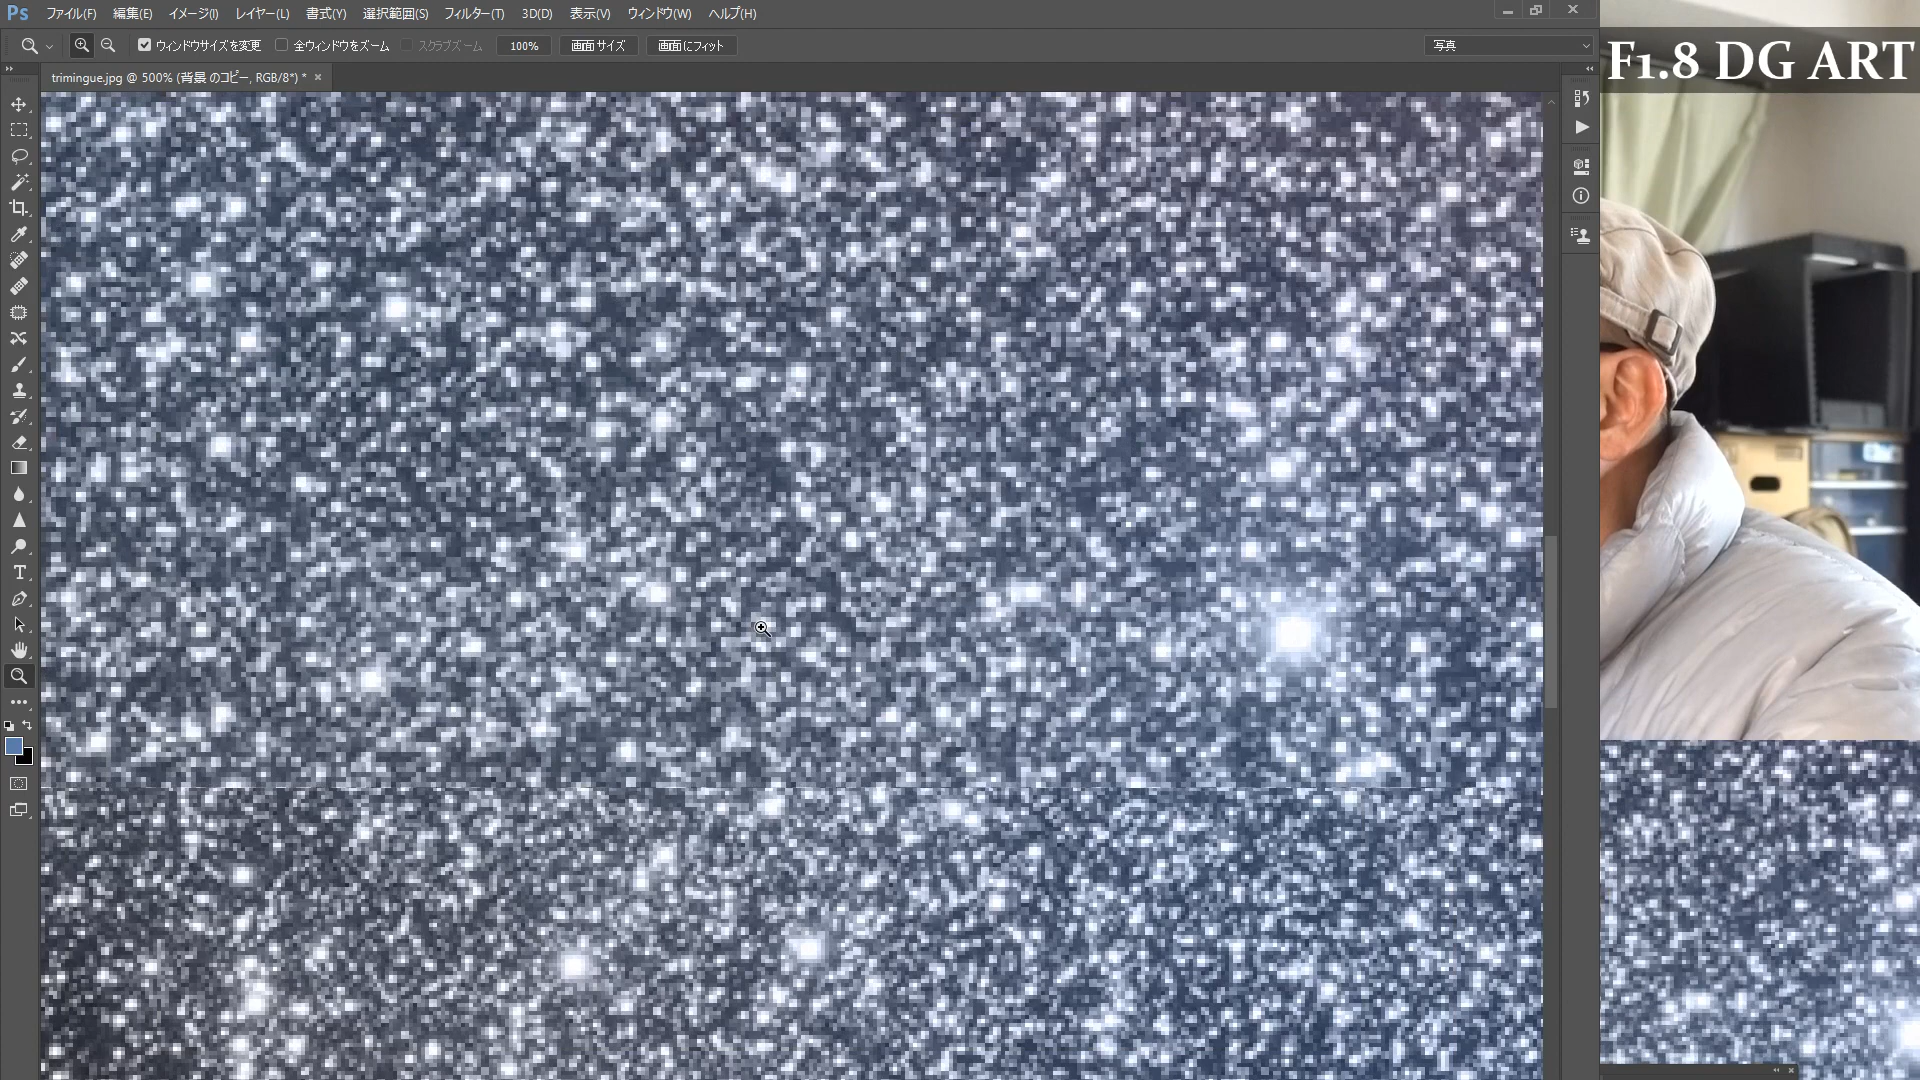 Ps ファイル(F) 編集(E) イメージ(I) レイヤー(L) 書式(Y) 選択範囲(S) フィルター(T) 3D(D) 表示(V) ウィンドウ(W) ヘルプ(H)
ウィンドウサイズを変更 全ウィンドウをズーム スクラブズーム 100% 画面サイズ 画面にフィット 写真
F1.8 DG ART
trimingue.jpg @ 500% (背景 のコピー, RGB/8*) *